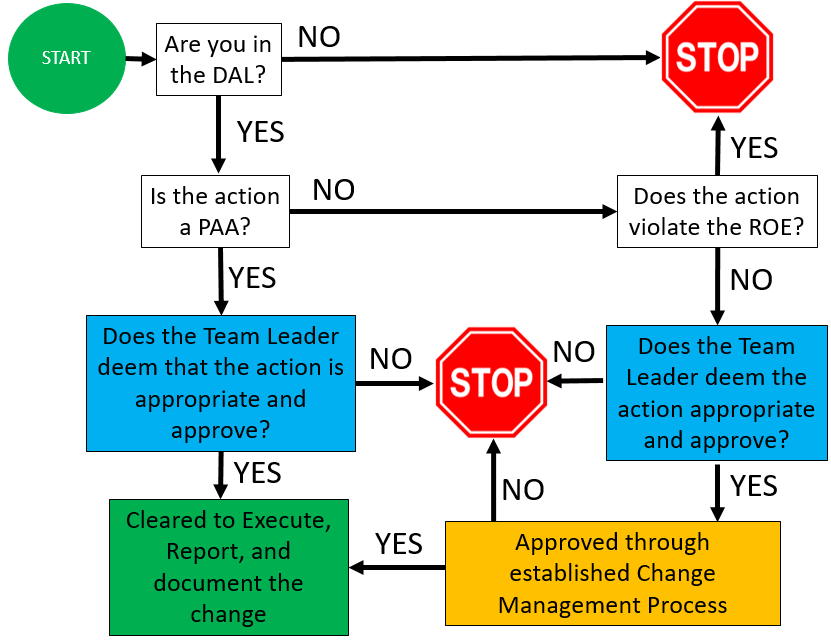 START
Are you in
the DAL?
NO
STOP
YES
YES
Is the action
a PAA?
NO
Does the action
violate the ROE?
YES
NO
Does the Team Leader
deem that the action is
appropriate and
approve?
NO
STOP
NO
Does the Team
Leader deem the
action appropriate
and approve?
YES
NO
YES
Cleared to Execute,
Report, and
document the
change
YES
Approved through
established Change
Management Process